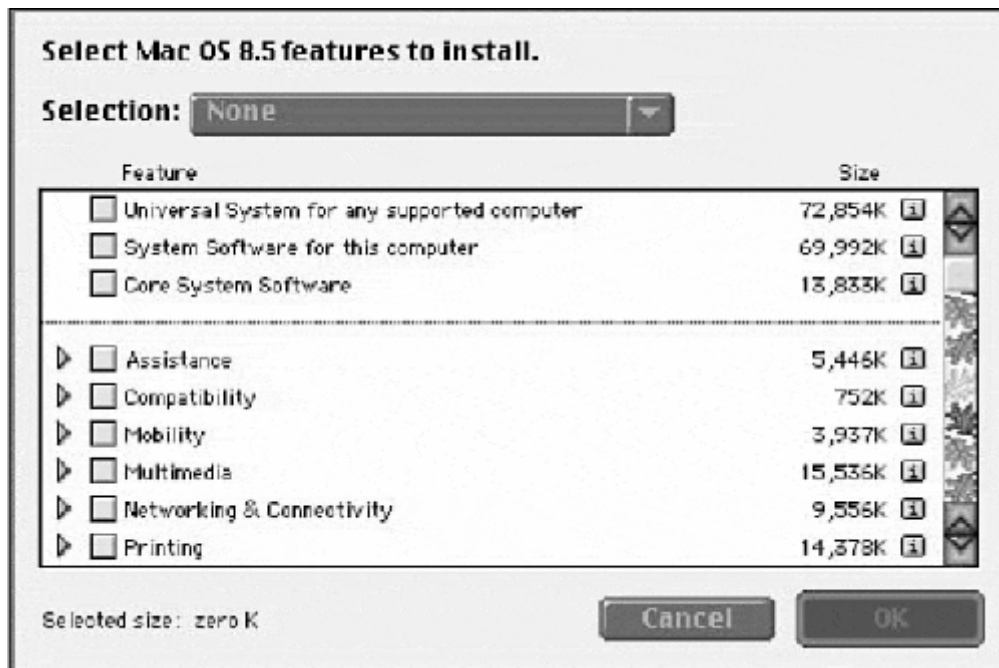 Select Mac OS 8.5 features to install.
Selection: None
Feature Size
Universal System for any supported computer 72,854K
System Software for this computer 69,992K
Core System Software 13,833K
Assistance 5,446K
Compatibility 752K
Mobility 3,937K
Multimedia 15,536K
Networking & Connectivity 9,556K
Printing 14,378K
Selected size: zero K Cancel OK